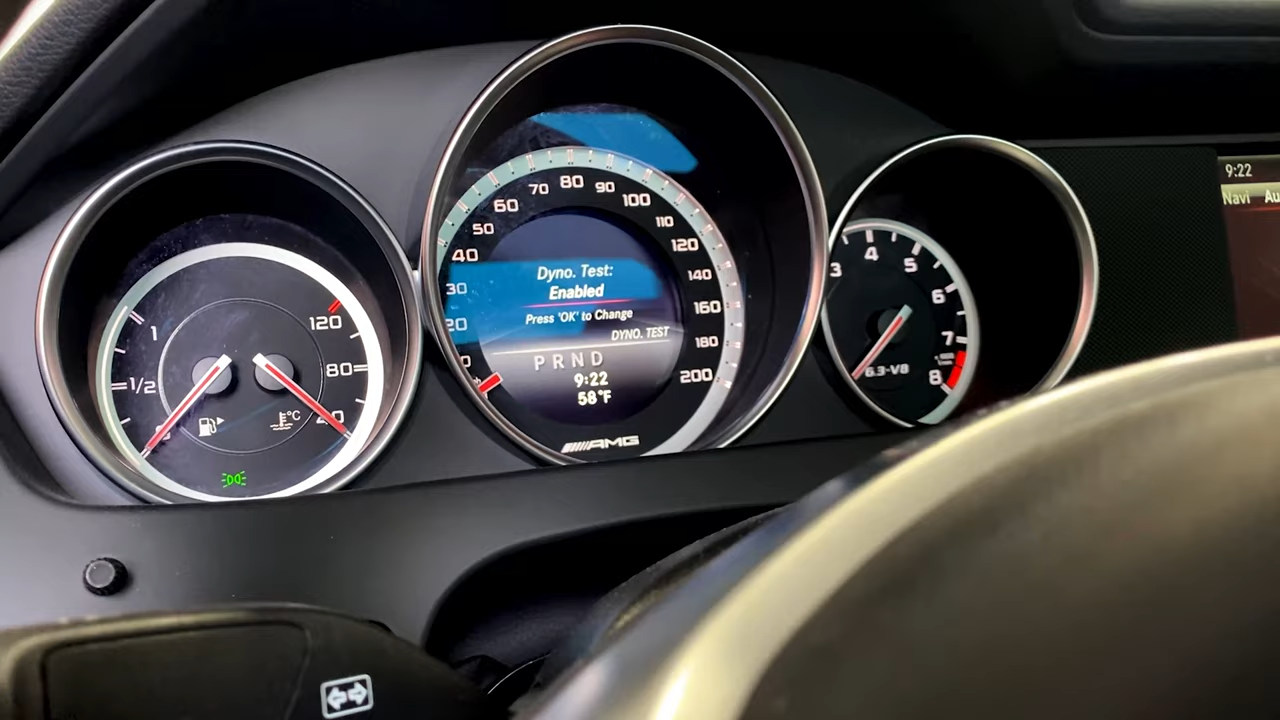 1
1/2
120
80
40
°C
0
20
30
40
50
60
70
80
90
100
110
120
140
160
180
200
Dyno. Test:
Enabled
Press 'OK' to Change
DYNO. TEST
P R N D
9:22
58°F
AMG
3
4
5
6
7
8
6.3-V8
9:22
Navi Au